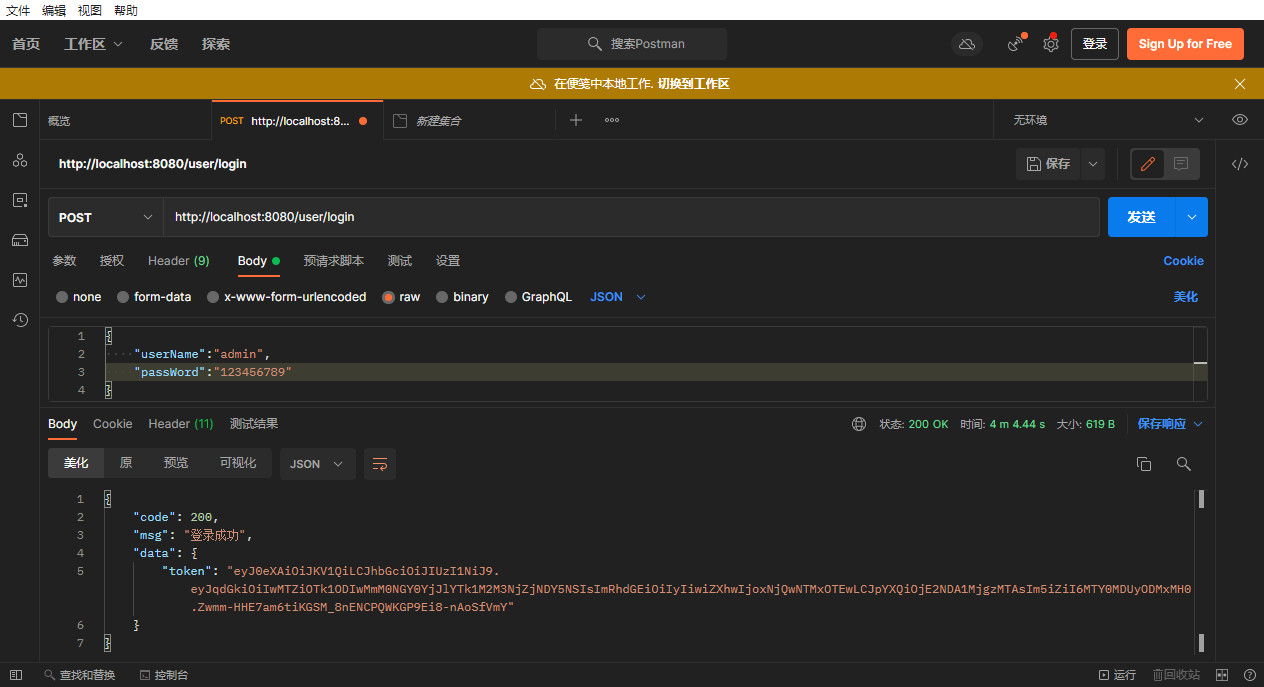 文件 编辑 视图 帮助
首页 工作区 反馈 探索 搜索Postman 登录 Sign Up for Free
在便笺中本地工作. 切换到工作区
概览 POST http://localhost:8... 新建集合 无环境
http://localhost:8080/user/login 保存
POST http://localhost:8080/user/login 发送
参数 授权 Header (9) Body 预请求脚本 测试 设置 Cookie
none form-data x-www-form-urlencoded raw binary GraphQL JSON 美化
1 {
2 "userName":"admin",
3 "passWord":"123456789"
4 }
Body Cookie Header (11) 测试结果 状态: 200 OK 时间: 4 m 4.44 s 大小: 619 B 保存响应
美化 原 预览 可视化 JSON
1 {
2 "code": 200,
3 "msg": "登录成功",
4 "data": {
5 "token": "eyJ0eXAiOiJKV1QiLCJhbGciOiJIUzI1NiJ9.
eyJqdGkiOiIwMTZiOTk1ODIwMmM0NGY0YjJlYTk1M2M3NjZjNDY5NSIsImRhdGEiOiIyIiwiZXhwIjoxNjQwNTMxOTEwLCJpYXQiOjE2NDA1MjgzMTAsIm5iZiI6MTY0MDUyODMxMH0
.Zwmm-HHE7am6tiKGSM_8nENCPQWKGP9Ei8-nAoSfVmY"
6 }
7 }
查找和替换 控制台 运行 回收站